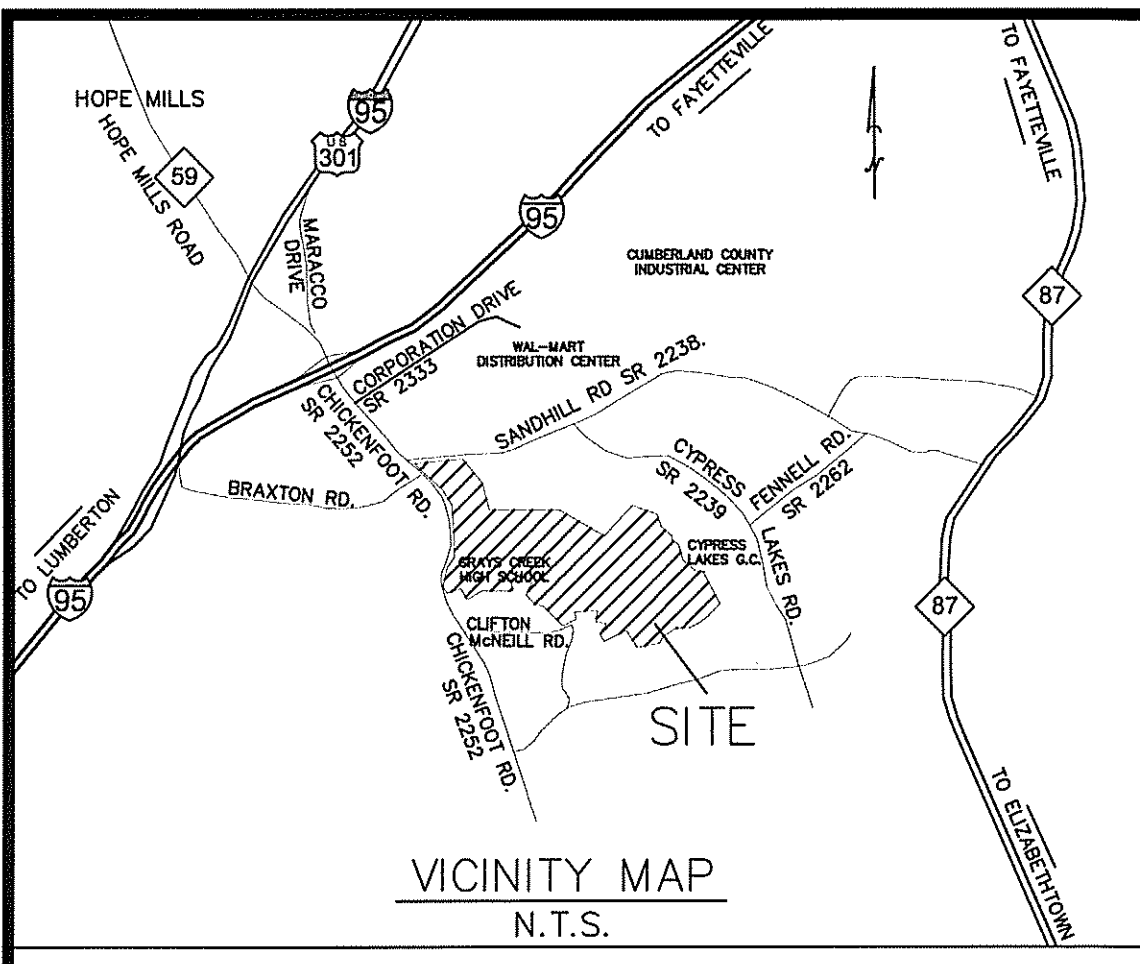 HOPE MILLS
59
HOPE MILLS ROAD
95
US
301
MARACCO
DRIVE
TO FAYETTEVILLE
95
N
TO FAYETTEVILLE
87
CUMBERLAND COUNTY
INDUSTRIAL CENTER
CORPORATION DRIVE
SR 2333
WAL-MART
DISTRIBUTION CENTER
CHICKENFOOT RD.
SR 2252
SANDHILL RD SR 2238.
BRAXTON RD.
CYPRESS
SR 2239
LAKES RD.
FENNELL RD.
SR 2262
TO LUMBERTON
95
GRAYS CREEK
HIGH SCHOOL
CYPRESS
LAKES G.C.
87
CLIFTON
McNEILL RD.
CHICKENFOOT RD.
SR 2252
SITE
TO ELIZABETHTOWN
VICINITY MAP
N.T.S.